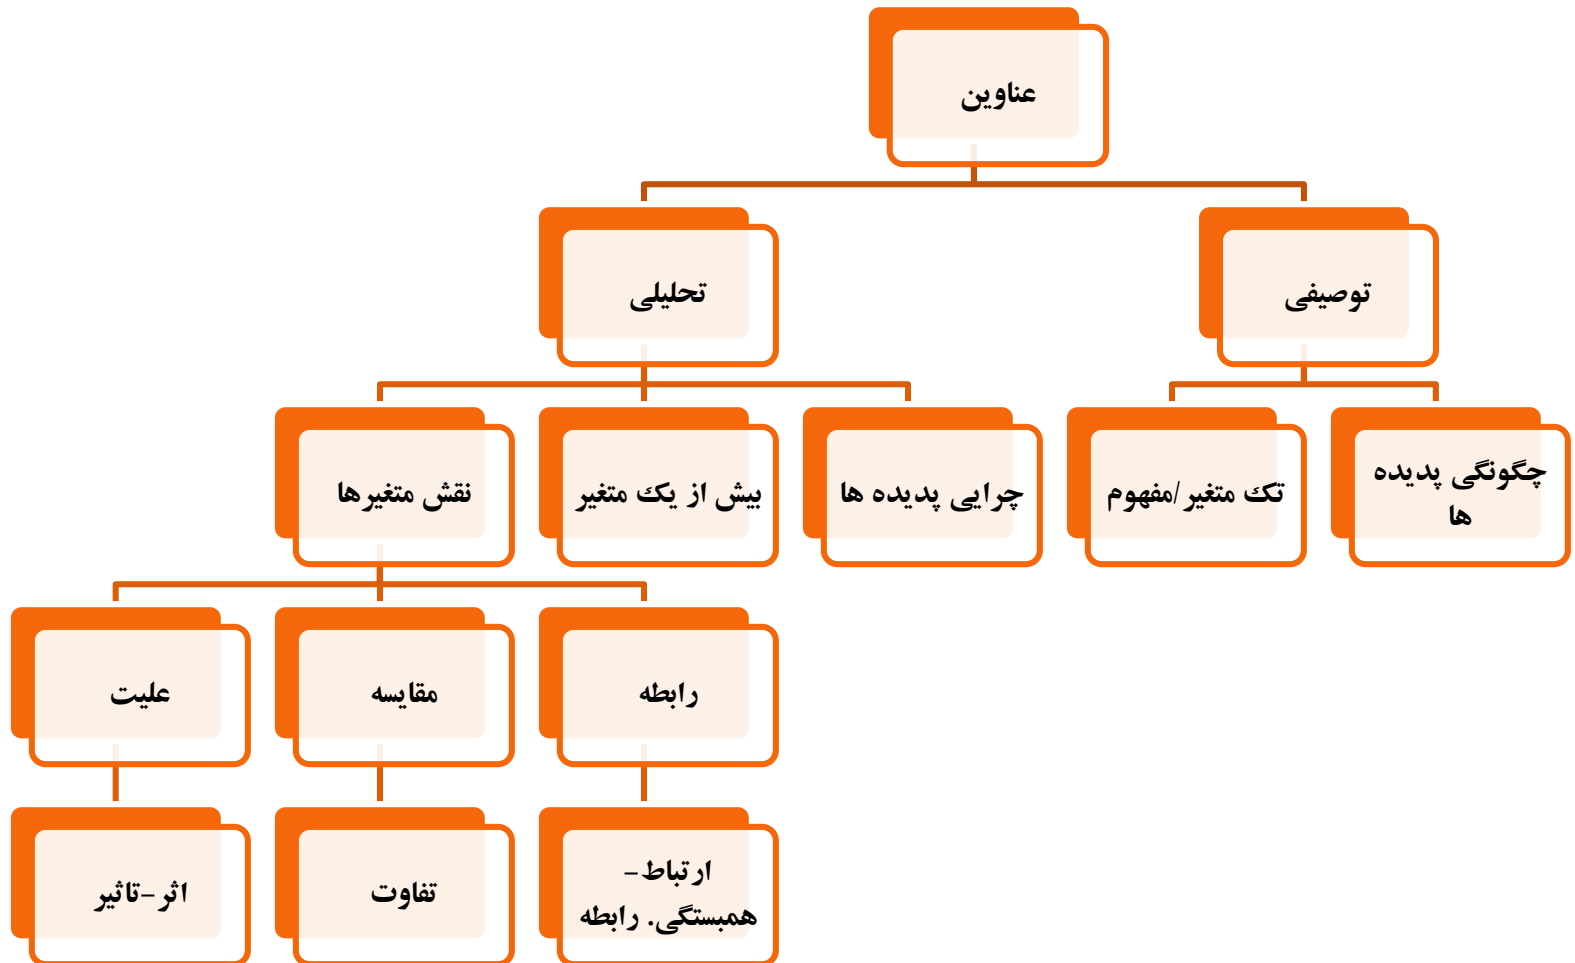 عناوین
توصیفی
تحلیلی
چگونگی پدیده
ها
تک متغیر/مفهوم
چرایی پدیده ها
بیش از یک متغیر
نقش متغیرها
رابطه
مقایسه
علیت
ارتباط-
همبستگی. رابطه
تفاوت
اثر-تاثیر